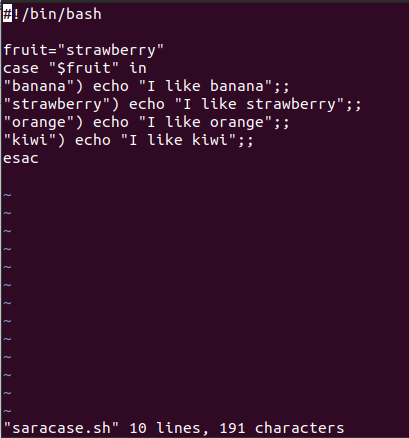 #!/bin/bash
fruit="strawberry"
case "$fruit" in
"banana") echo "I like banana";;
"strawberry") echo "I like strawberry";;
"orange") echo "I like orange";;
"kiwi") echo "I like kiwi";;
esac
~
~
~
~
~
~
~
~
~
~
~
~
~
"saracase.sh" 10 lines, 191 characters